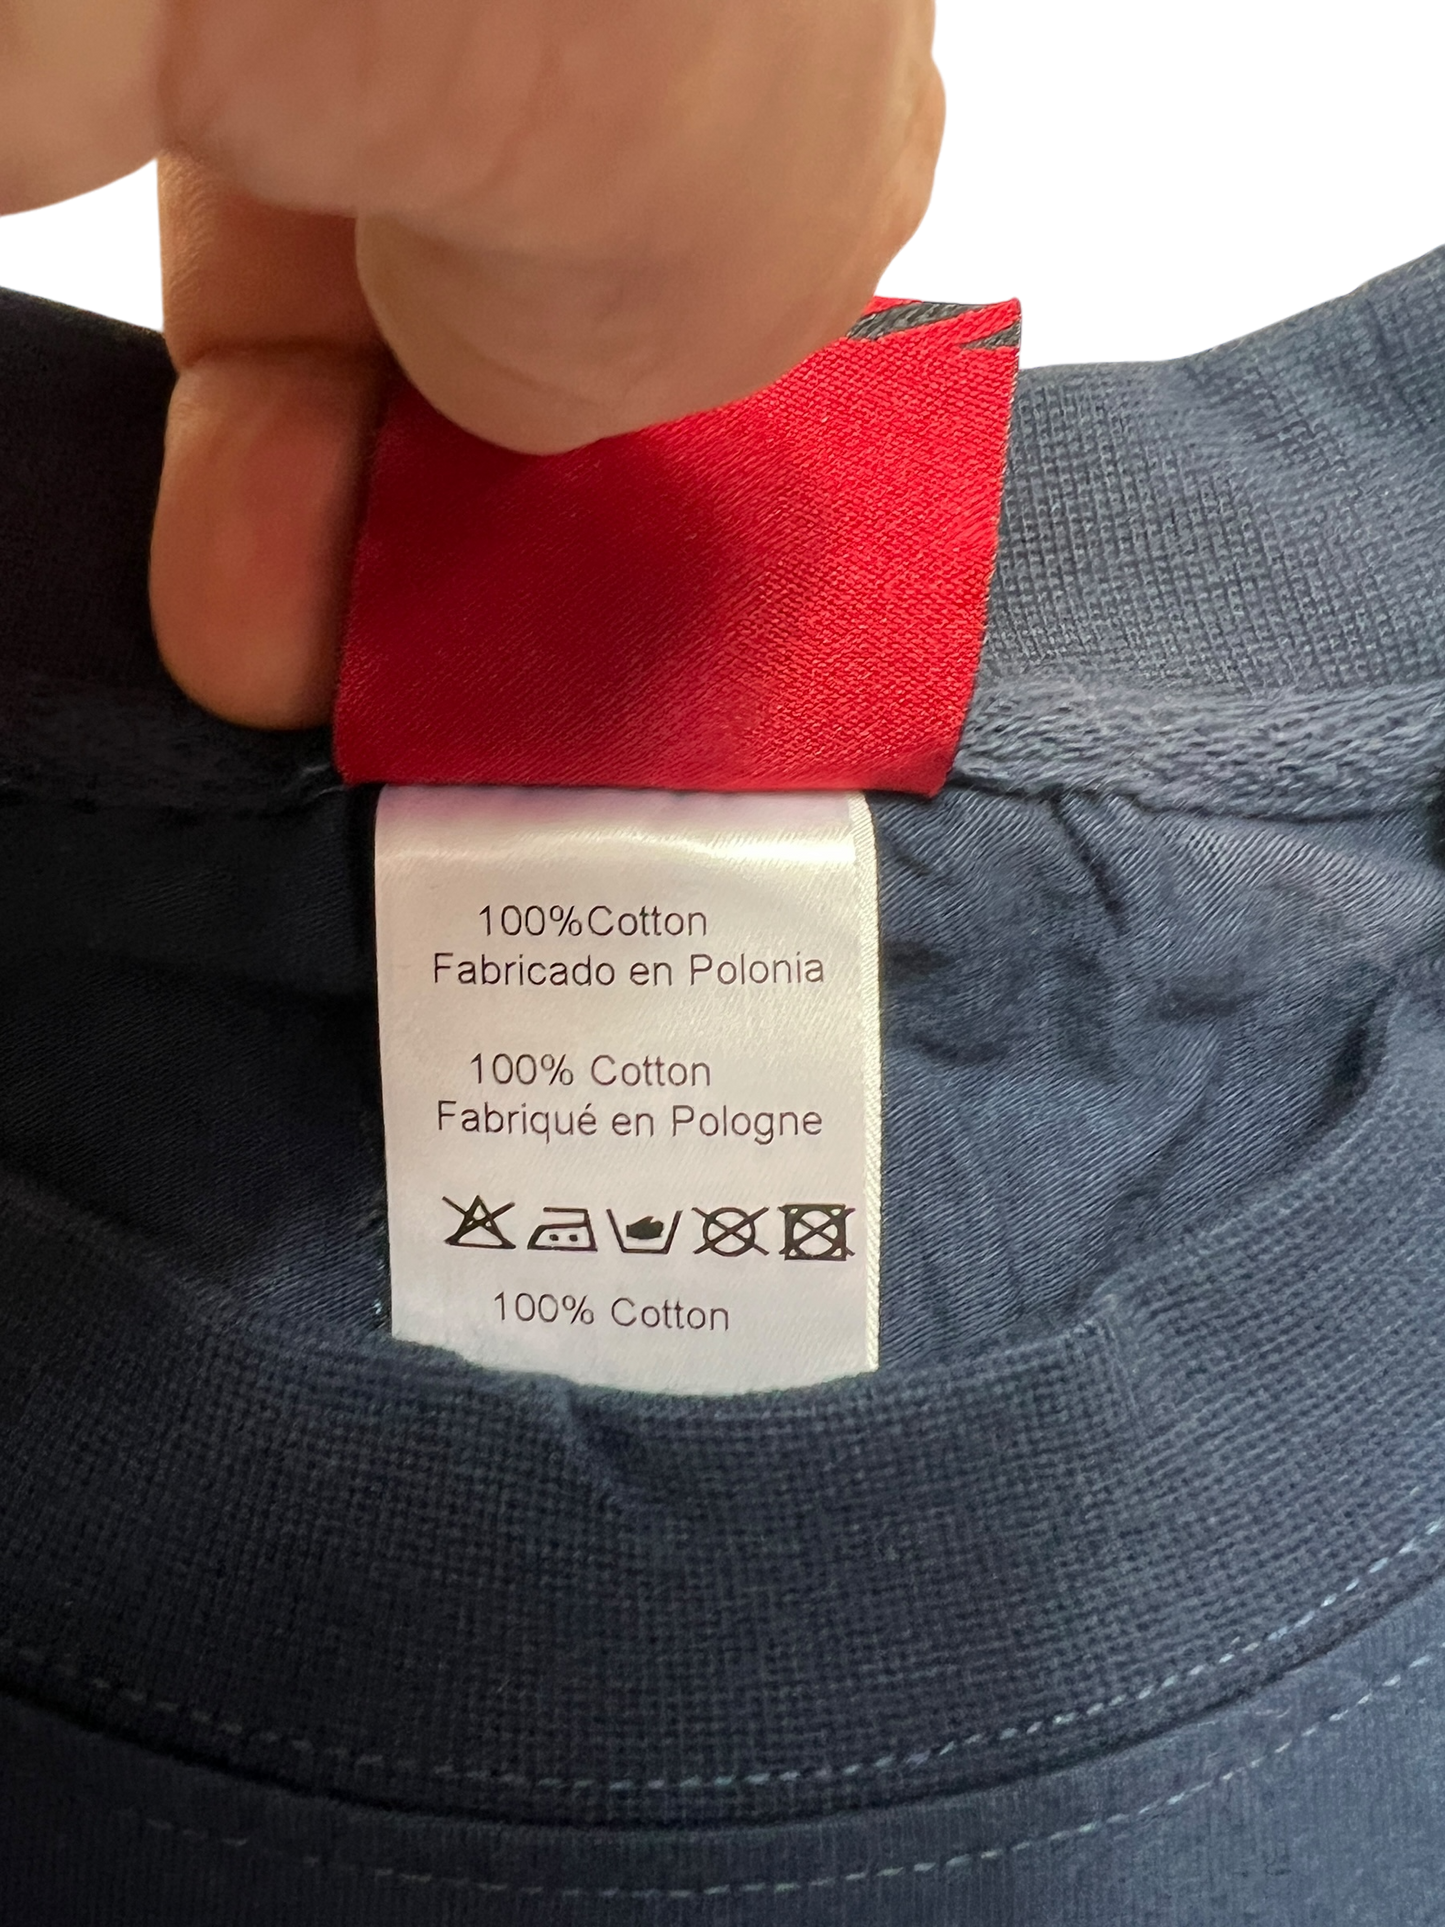 100%Cotton
Fabricado en Polonia
100% Cotton
Fabriqué en Pologne
100% Cotton